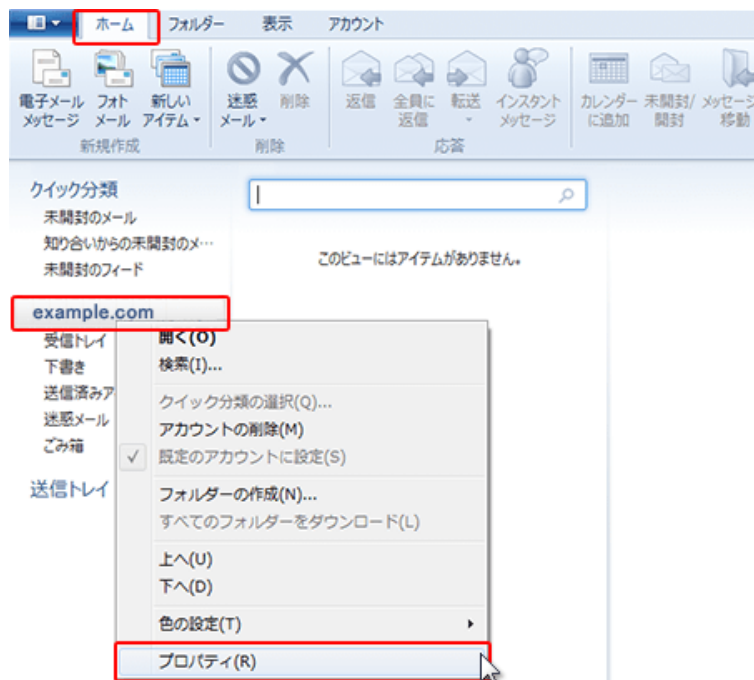 ホーム フォルダー 表示 アカウント
電子メール メッセージ
フォト メール
新しい アイテム
迷惑 メール
削除
返信
全員に 返信
転送
インスタント メッセージ
カレンダー に追加
未開封/ 開封
メッセージ 移動
新規作成 削除 応答
クイック分類
未開封のメール
知り合いからの未開封のメ…
未開封のフィード
このビューにはアイテムがありません。
example.com
受信トレイ
下書き
送信済みア
迷惑メール
ごみ箱
送信トレイ
開く(O)
検索(I)...
クイック分類の選択(Q)...
アカウントの削除(M)
既定のアカウントに設定(S)
フォルダーの作成(N)...
すべてのフォルダーをダウンロード(L)
上へ(U)
下へ(D)
色の設定(T)
プロパティ(R)